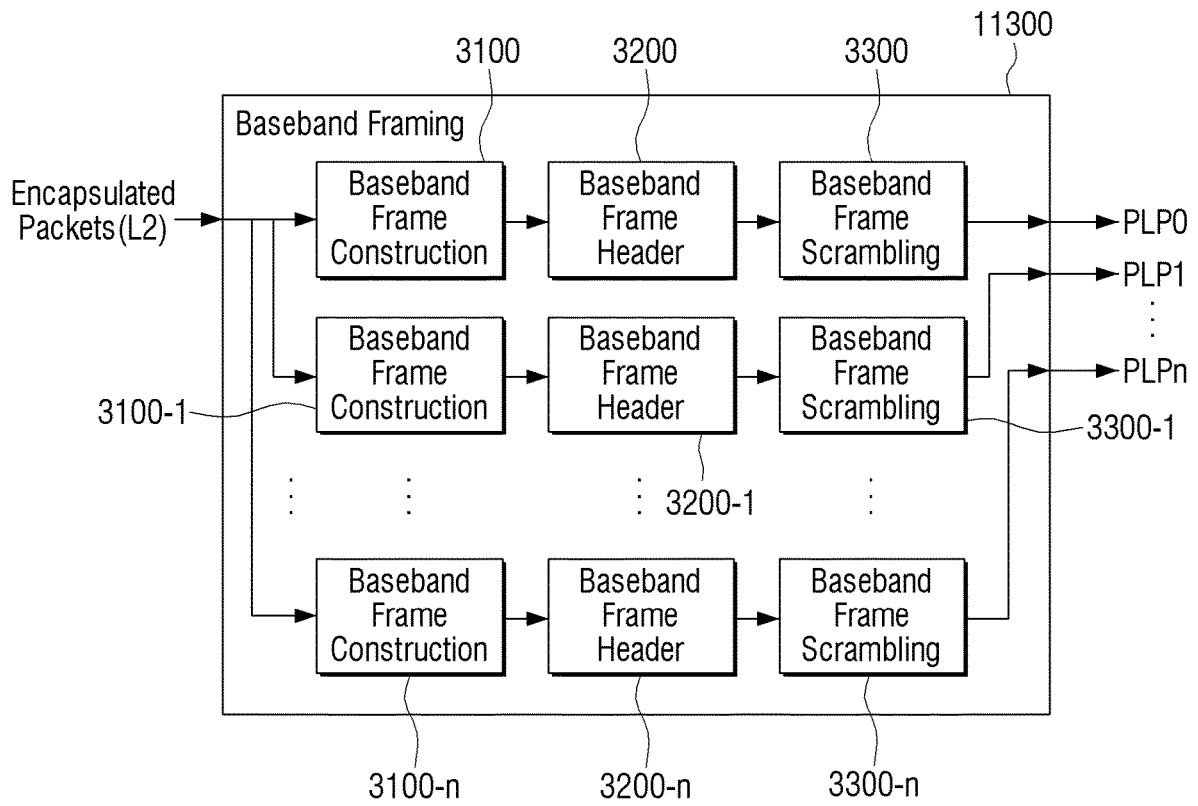 11300
3100
3200
3300
Baseband Framing
Encapsulated
Packets(L2)
Baseband
Frame
Construction
Baseband
Frame
Header
Baseband
Frame
Scrambling
PLP0
PLP1
PLPn
Baseband
Frame
Construction
Baseband
Frame
Header
Baseband
Frame
Scrambling
3100-1
3200-1
3300-1
Baseband
Frame
Construction
Baseband
Frame
Header
Baseband
Frame
Scrambling
3100-n
3200-n
3300-n